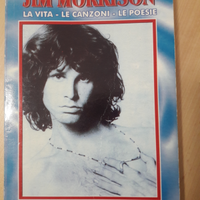 JIM MORRISON
LA VITA - LE CANZONI - LE POESIE